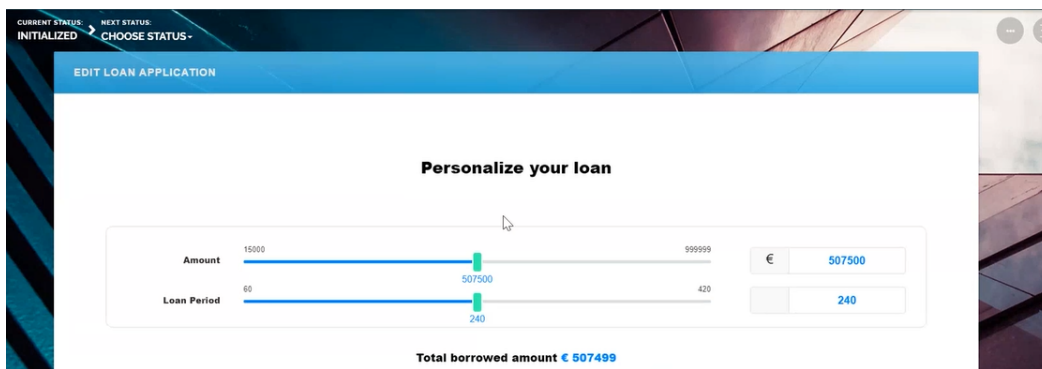 CURRENT STATUS: NEXT STATUS:
INITIALIZED CHOOSE STATUS
EDIT LOAN APPLICATION
Personalize your loan
15000 999999
Amount € 507500
507500
60 420
Loan Period 240
240
Total borrowed amount € 507499